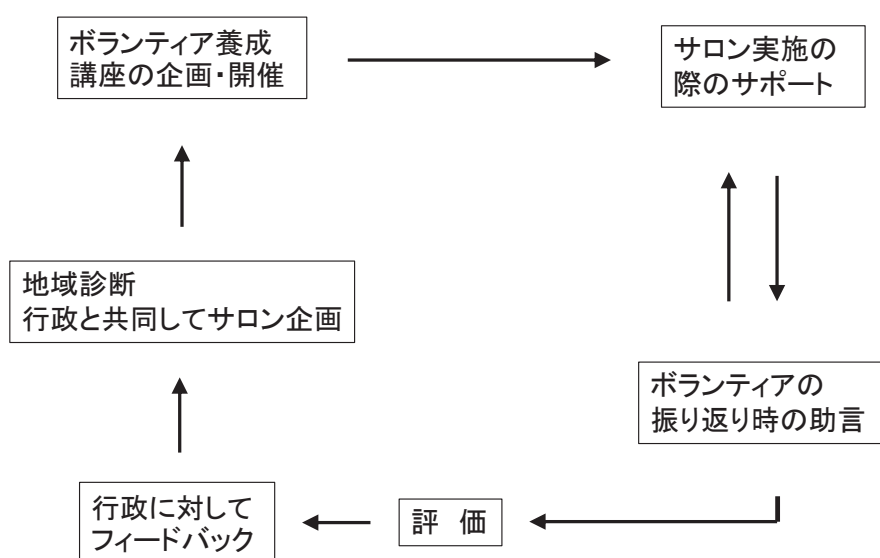 ボランティア養成
講座の企画・開催
サロン実施の
際のサポート
地域診断
行政と共同してサロン企画
ボランティアの
振り返り時の助言
行政に対して
フィードバック
評　価